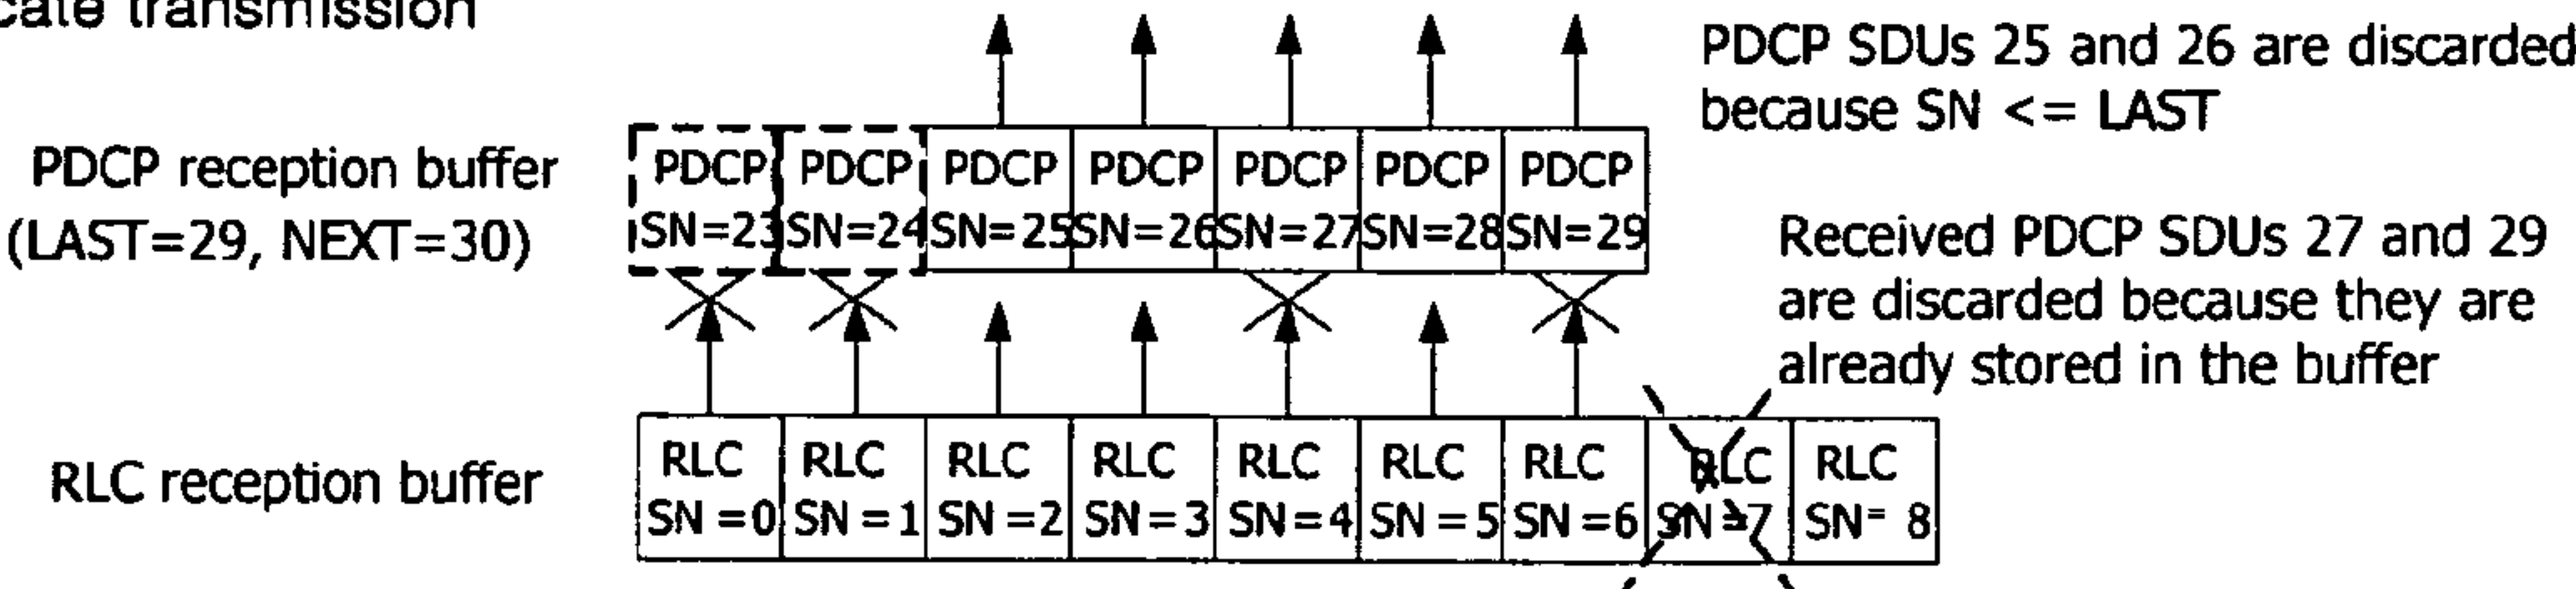 transmission
PDCP SDUs 25 and 26 are discarded
because SN <= LAST
PDCP reception buffer
(LAST=29, NEXT=30)
PDCP PDCP PDCP PDCP PDCP PDCP PDCP
SN=23 SN=24 SN=25 SN=26 SN=27 SN=28 SN=29
Received PDCP SDUs 27 and 29
are discarded because they are
already stored in the buffer
RLC reception buffer
RLC RLC RLC RLC RLC RLC RLC RLC RLC
SN =0 SN =1 SN =2 SN=3 SN=4 SN =5 SN =6 SN=7 SN= 8